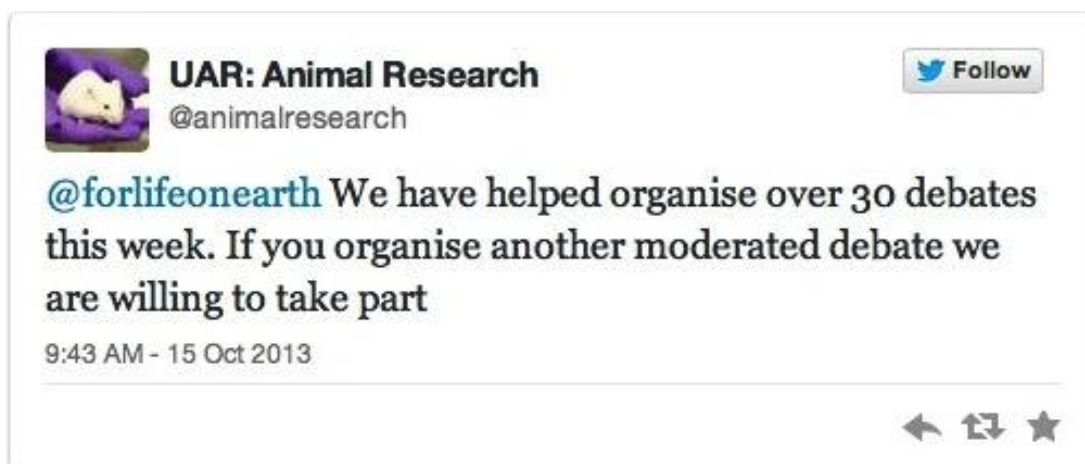 UAR: Animal Research
Follow
@animalresearch
@forlifeonearth We have helped organise over 30 debates
this week. If you organise another moderated debate we
are willing to take part
9:43 AM - 15 Oct 2013